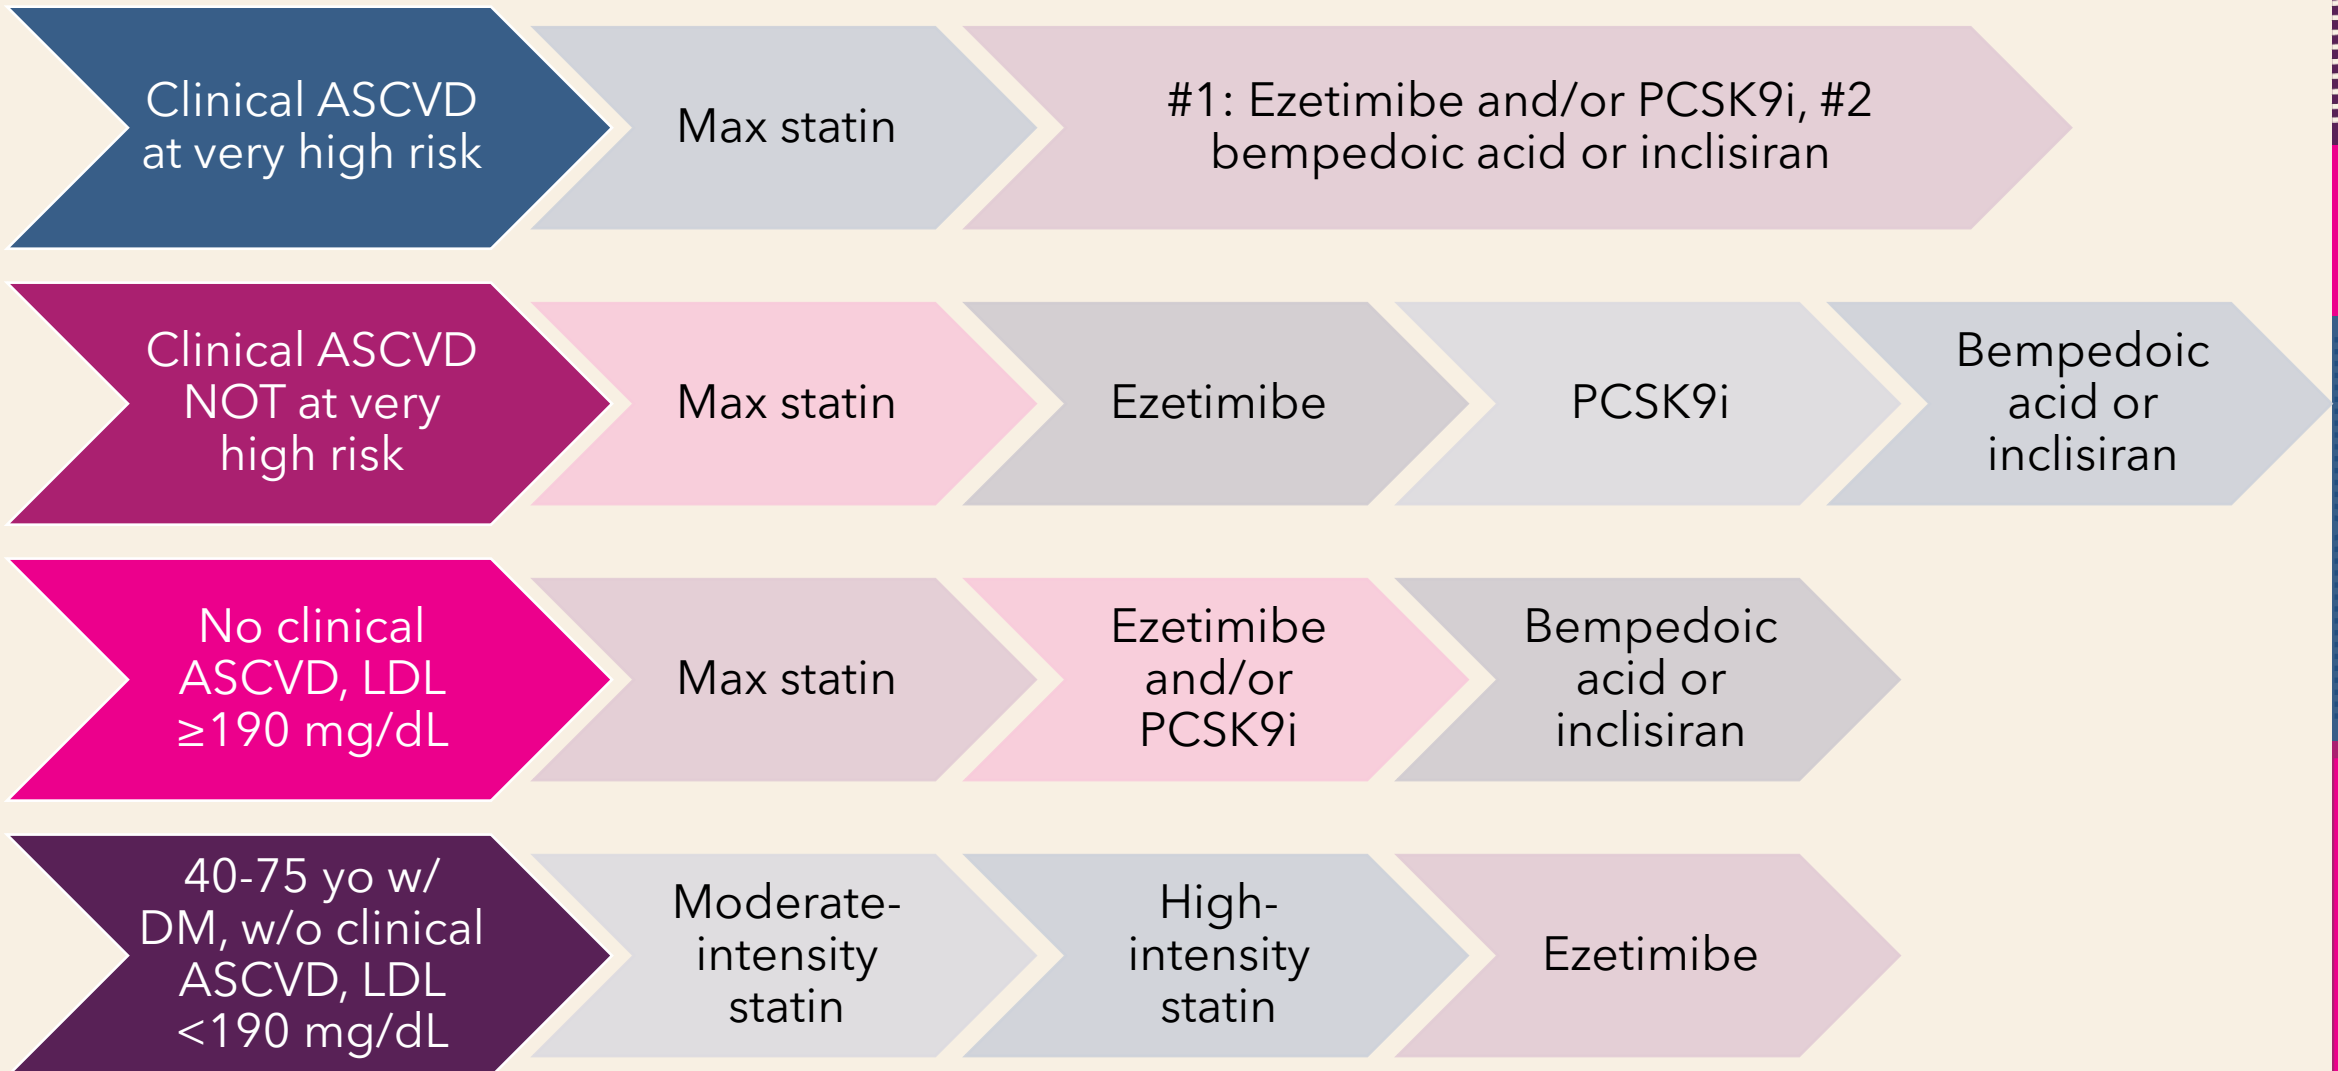 Clinical ASCVD
at very high risk
Max statin
#1: Ezetimibe and/or PCSK9i, #2
bempedoic acid or inclisiran
Clinical ASCVD
NOT at very
high risk
Max statin
Ezetimibe
PCSK9i
Bempedoic
acid or
inclisiran
No clinical
ASCVD, LDL
≥190 mg/dL
Max statin
Ezetimibe
and/or
PCSK9i
Bempedoic
acid or
inclisiran
40-75 yo w/
DM, w/o clinical
ASCVD, LDL
<190 mg/dL
Moderate-
intensity
statin
High-
intensity
statin
Ezetimibe